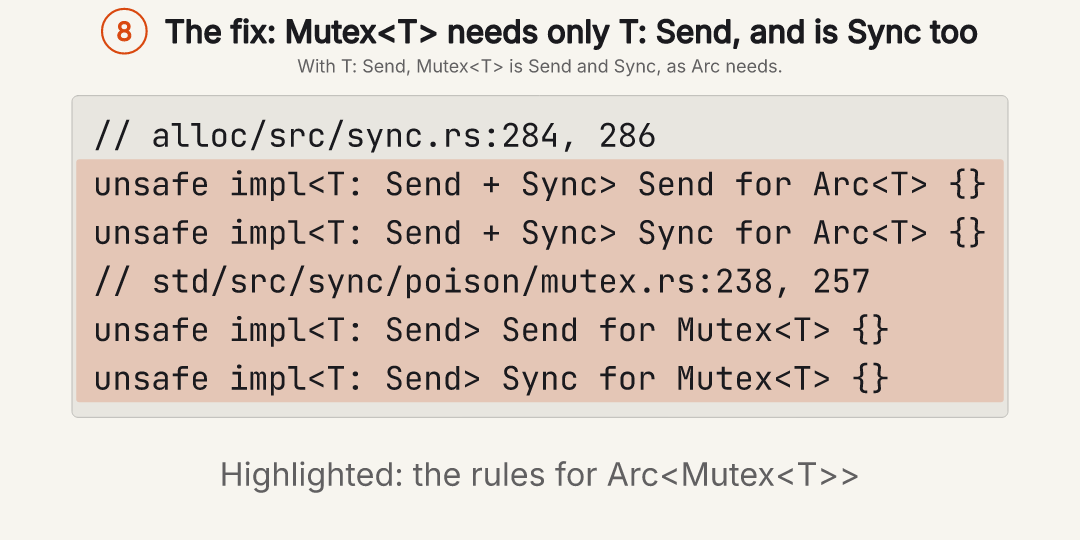 8 The fix: Mutex<T> needs only T: Send, and is Sync too
With T: Send, Mutex<T> is Send and Sync, as Arc needs.
// alloc/src/sync.rs:284, 286
unsafe impl<T: Send + Sync> Send for Arc<T> {}
unsafe impl<T: Send + Sync> Sync for Arc<T> {}
// std/src/sync/poison/mutex.rs:238, 257
unsafe impl<T: Send> Send for Mutex<T> {}
unsafe impl<T: Send> Sync for Mutex<T> {}
Highlighted: the rules for Arc<Mutex<T>>